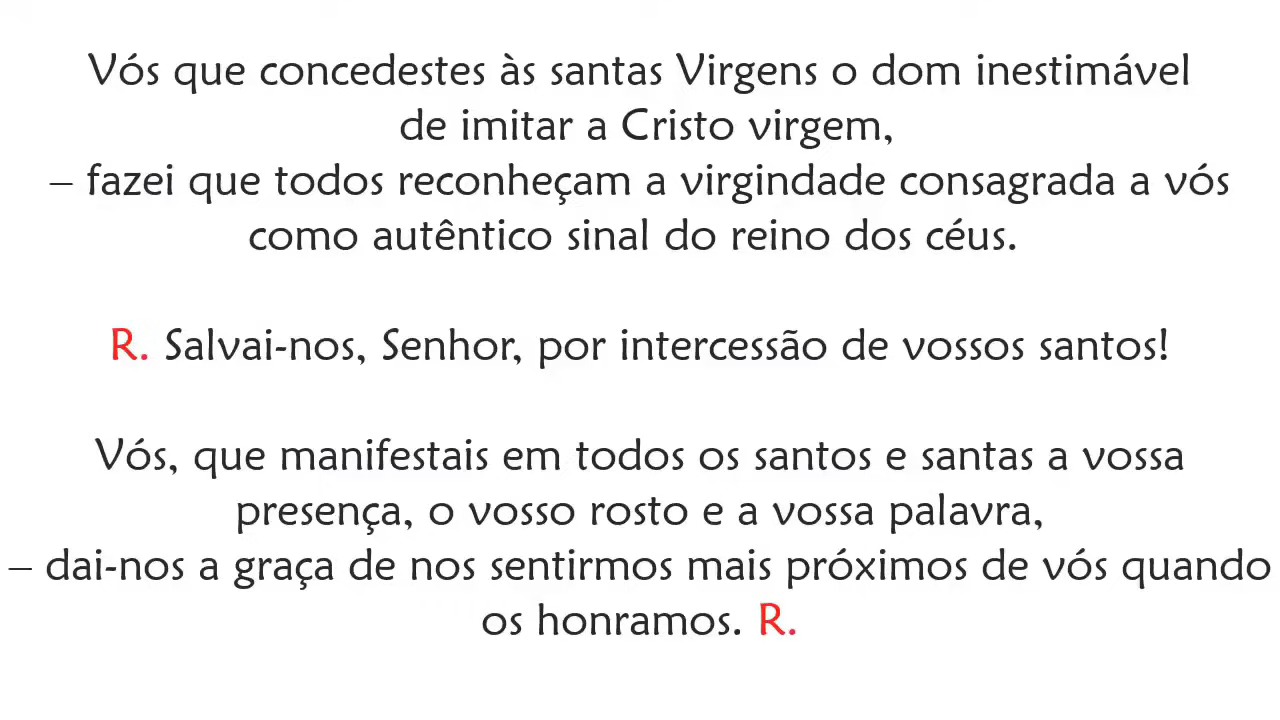 Vós que concedestes às santas Virgens o dom inestimável
de imitar a Cristo virgem,
– fazei que todos reconheçam a virgindade consagrada a vós
como autêntico sinal do reino dos céus.
R. Salvai-nos, Senhor, por intercessão de vossos santos!
Vós, que manifestais em todos os santos e santas a vossa
presença, o vosso rosto e a vossa palavra,
– dai-nos a graça de nos sentirmos mais próximos de vós quando
os honramos. R.